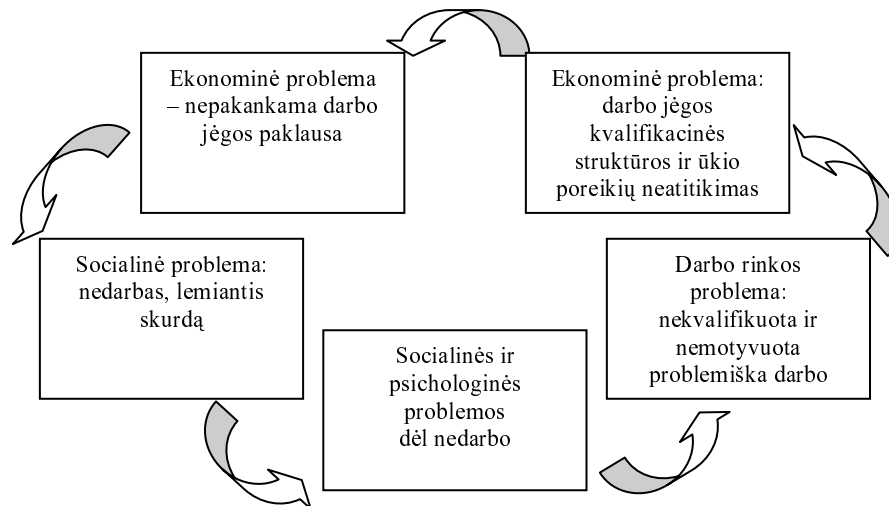 Ekonominė problema
– nepakankama darbo
jėgos paklausa
Ekonominė problema:
darbo jėgos
kvalifikacinės
struktūros ir ūkio
poreikių neatitikimas
Socialinė problema:
nedarbas, lemiantis
skurdą
Darbo rinkos
problema:
nekvalifikuota ir
nemotyvuota
problemiška darbo
Socialinės ir
psichologinės
problemos
dėl nedarbo